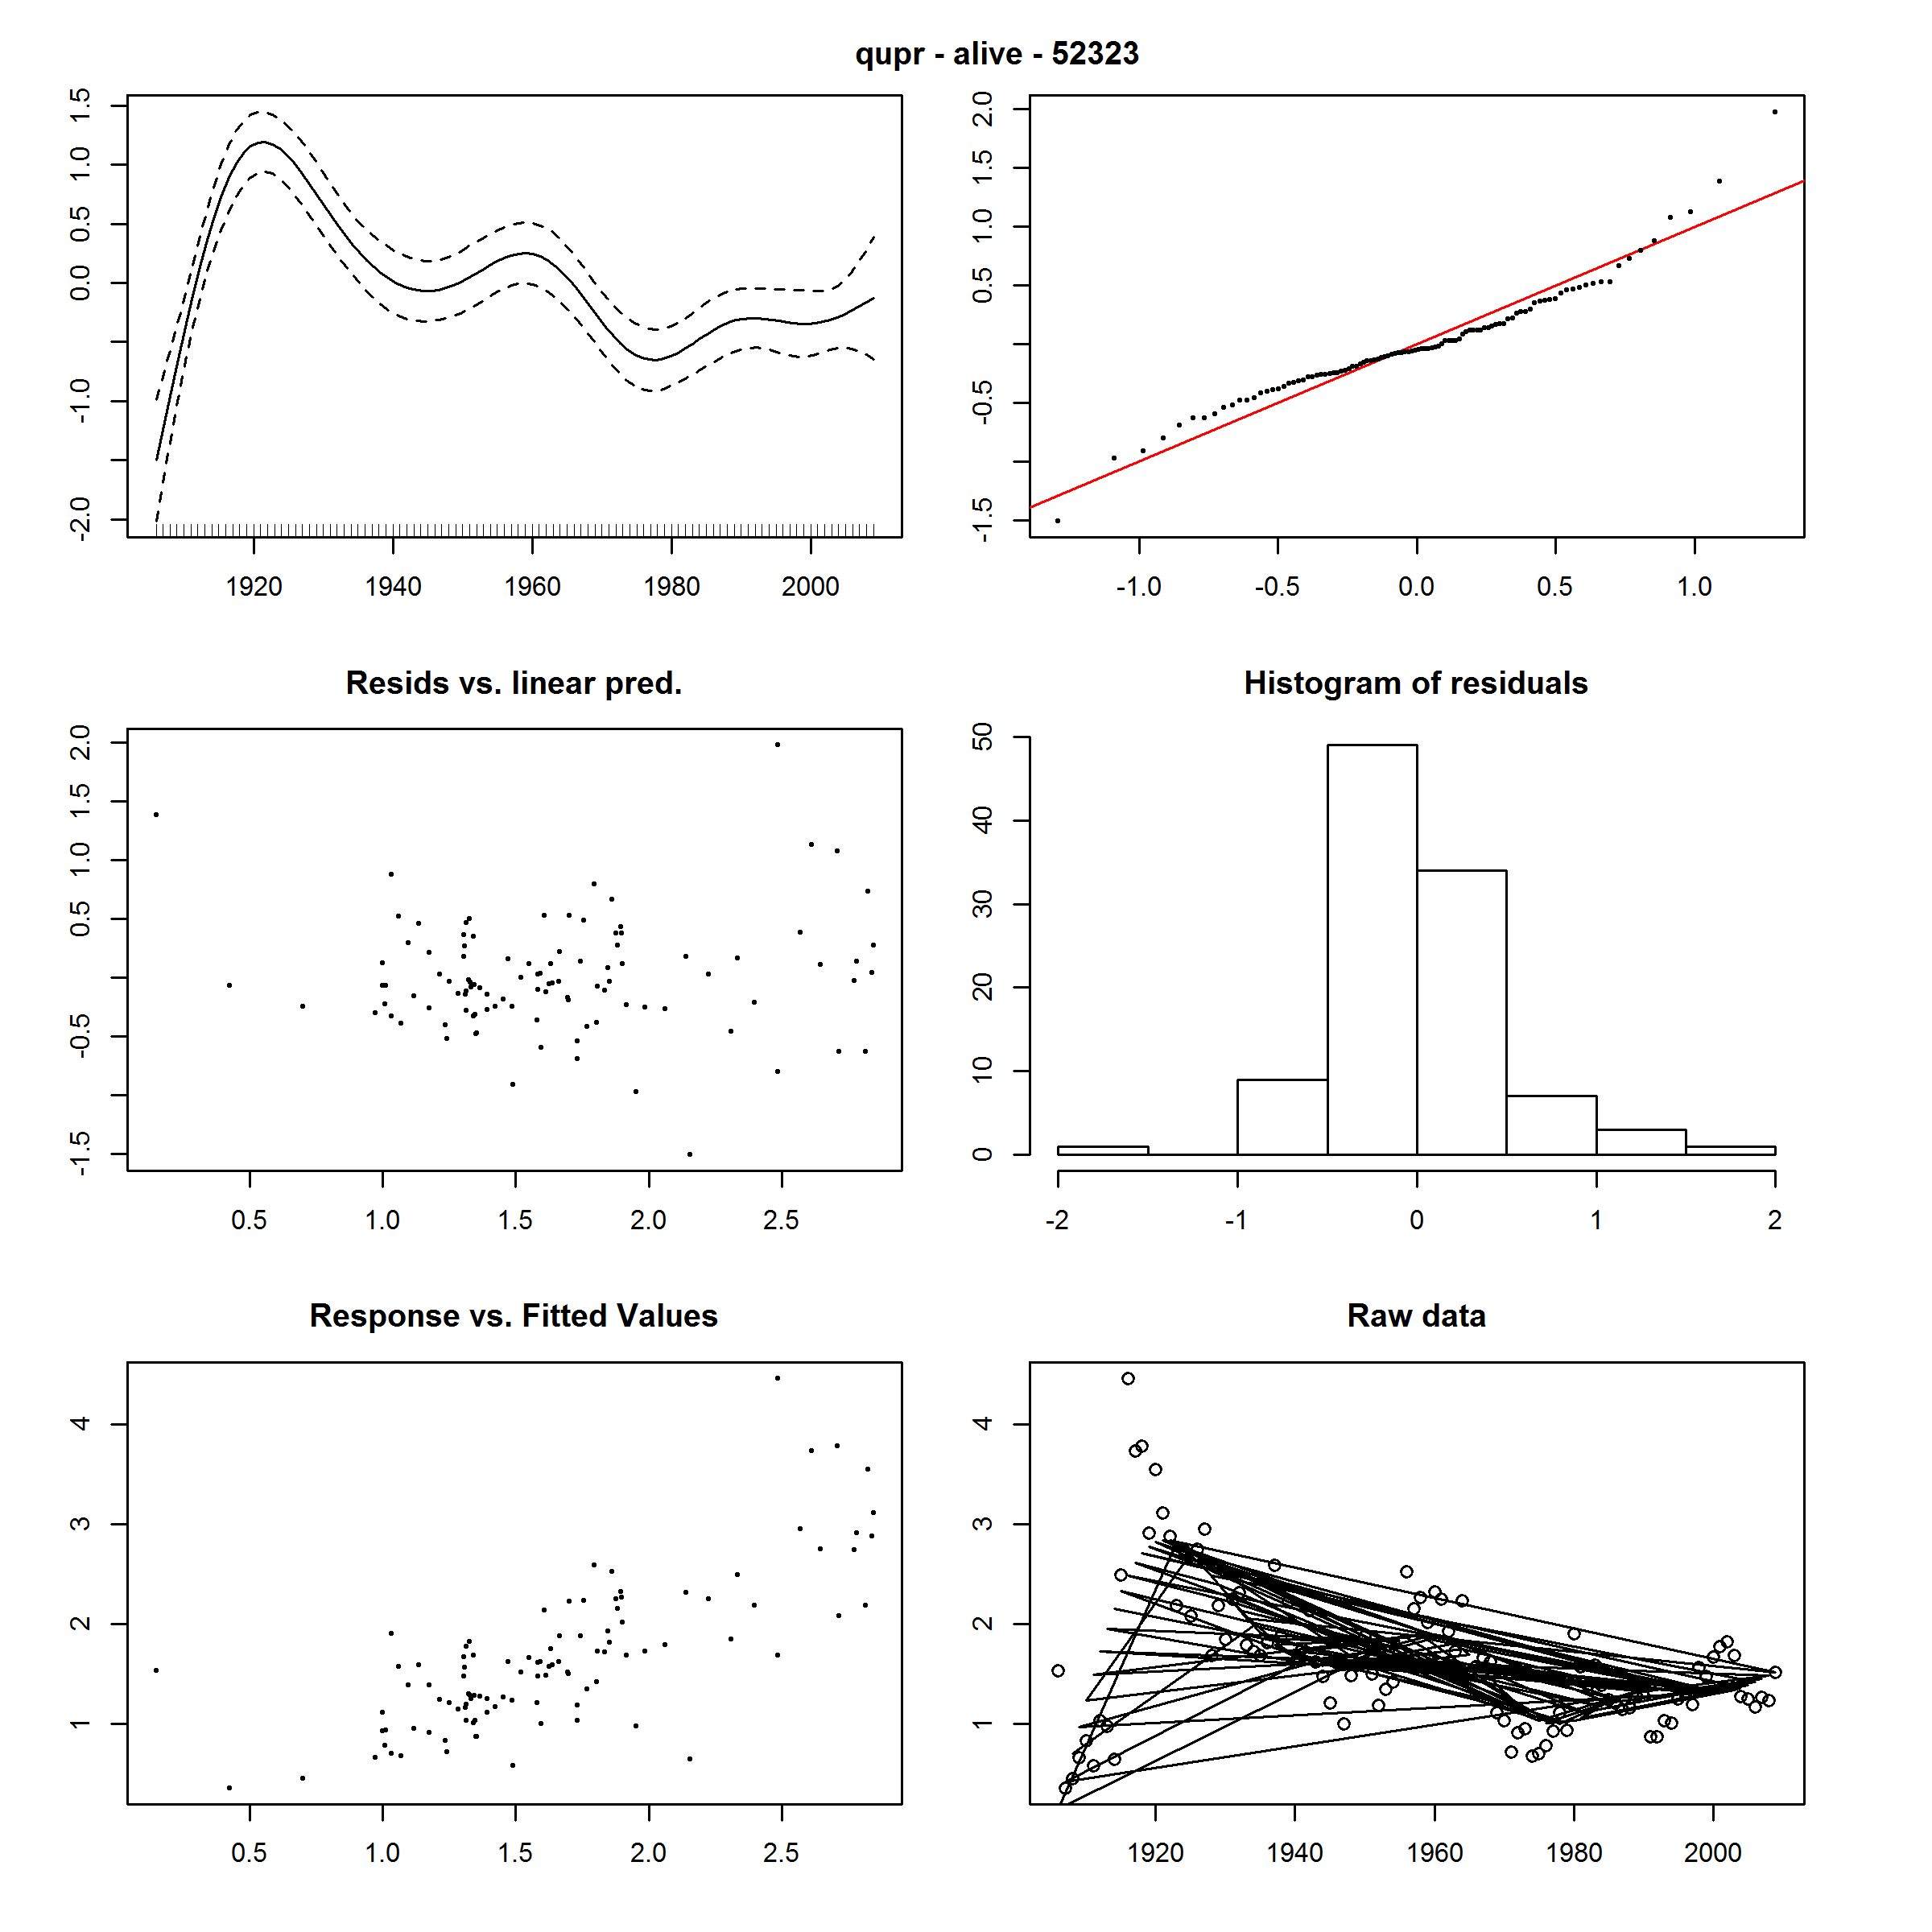 qupr - alive - 52323
1.5
1.0
0.5
0.0
-1.0
-2.0
1920 1940 1960 1980 2000
2.0
1.5
1.0
0.5
-0.5
-1.5
-1.0 -0.5 0.0 0.5 1.0
Resids vs. linear pred.
2.0
1.5
1.0
0.5
-0.5
-1.5
0.5 1.0 1.5 2.0 2.5
Histogram of residuals
50
40
30
20
10
0
-2 -1 0 1 2
Response vs. Fitted Values
4
3
2
1
0.5 1.0 1.5 2.0 2.5
Raw data
4
3
2
1
1920 1940 1960 1980 2000